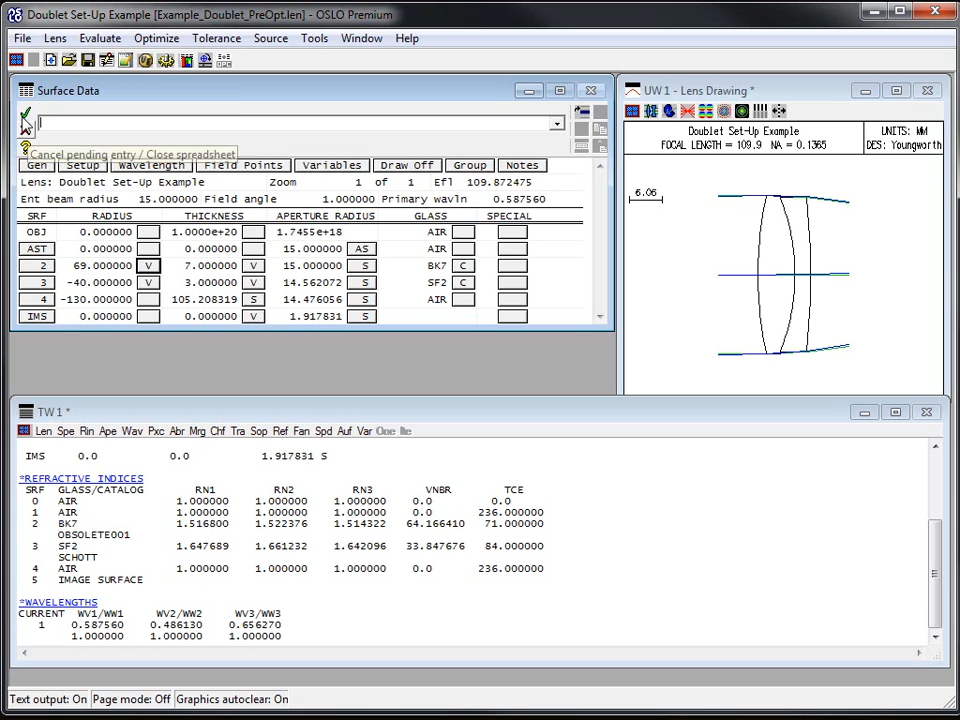 Doublet Set-Up Example [Example_Doublet_PreOpt.len] - OSLO Premium
File Lens Evaluate Optimize Tolerance Source Tools Window Help
Surface Data
Cancel pending entry / Close spreadsheet
Gen Setup Wavelength Field Points Variables Draw Off Group Notes
Lens: Doublet Set-Up Example Zoom 1 of 1 Efl 109.872475
Ent beam radius 15.000000 Field angle 1.000000 Primary wavln 0.587560
SRF RADIUS THICKNESS APERTURE RADIUS GLASS SPECIAL
OBJ 0.000000 1.0000e+20 1.7455e+18 AIR
AST 0.000000 0.000000 15.000000 AS AIR
2 69.000000 V 7.000000 V 15.000000 S BK7 C
3 -40.000000 V 3.000000 V 14.562072 S SF2 C
4 -130.000000 105.208319 S 14.476056 S AIR
IMS 0.000000 0.000000 V 1.917831 S
UW 1 - Lens Drawing *
Doublet Set-Up Example
FOCAL LENGTH = 109.9 NA = 0.1365
UNITS: MM
DES: Youngworth
6.06
TW 1 *
Len Spe Rin Ape Wav Pxc Abr Mrg Chf Tra Sop Ref Fan Spd Auf Var
IMS 0.0 0.0 1.917831 S
*REFRACTIVE INDICES
SRF GLASS/CATALOG RN1 RN2 RN3 VNBR TCE
0 AIR 1.000000 1.000000 1.000000 0.0 0.0
1 AIR 1.000000 1.000000 1.000000 0.0 236.000000
2 BK7 1.516800 1.522376 1.514322 64.166410 71.000000
OBSOLETE001
3 SF2 1.647689 1.661232 1.642096 33.847676 84.000000
SCHOTT
4 AIR 1.000000 1.000000 1.000000 0.0 236.000000
5 IMAGE SURFACE
*WAVELENGTHS
CURRENT WV1/WW1 WV2/WW2 WV3/WW3
1 0.587560 0.486130 0.656270
1.000000 1.000000 1.000000
Text output: On Page mode: Off Graphics autoclear: On